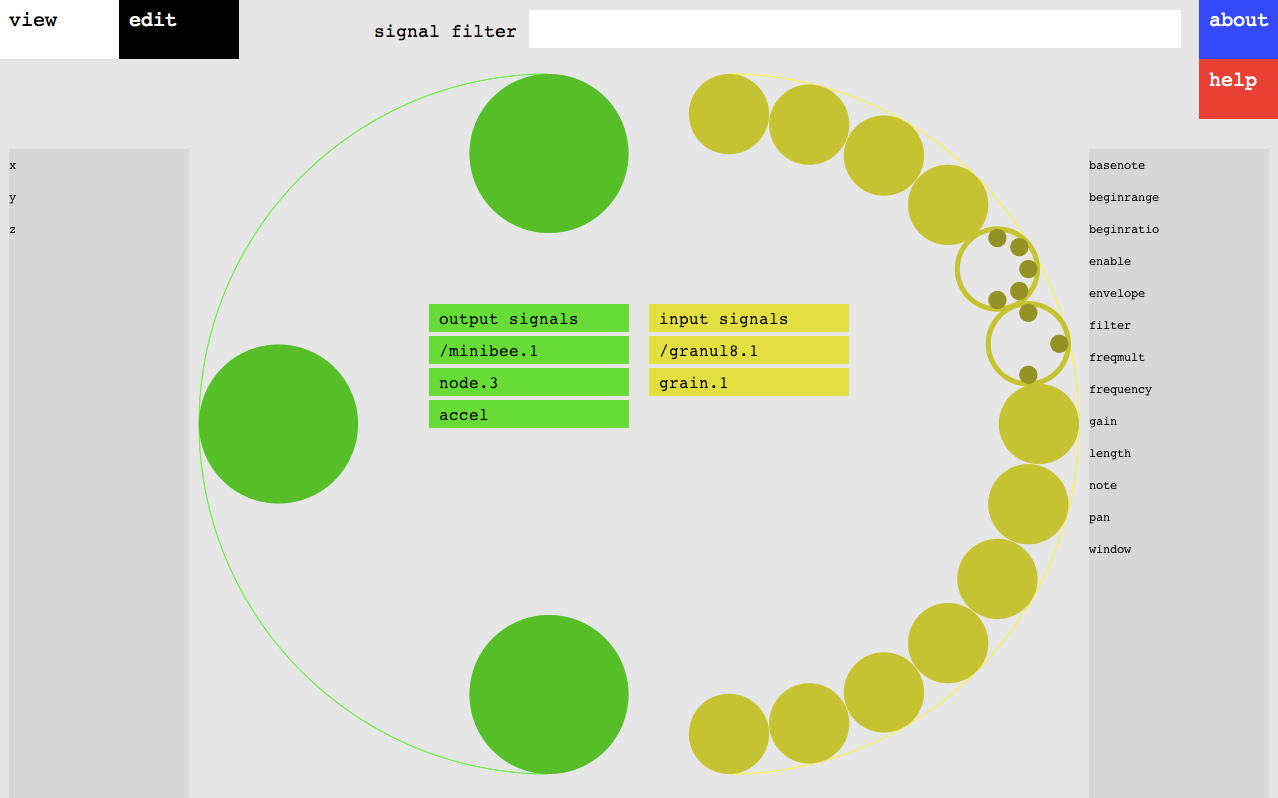 view
edit
signal filter
about
help
x
y
z
output signals
/minibee.1
node.3
accel
input signals
/granul8.1
grain.1
basenote
beginrange
beginratio
enable
envelope
filter
freqmult
frequency
gain
length
note
pan
window